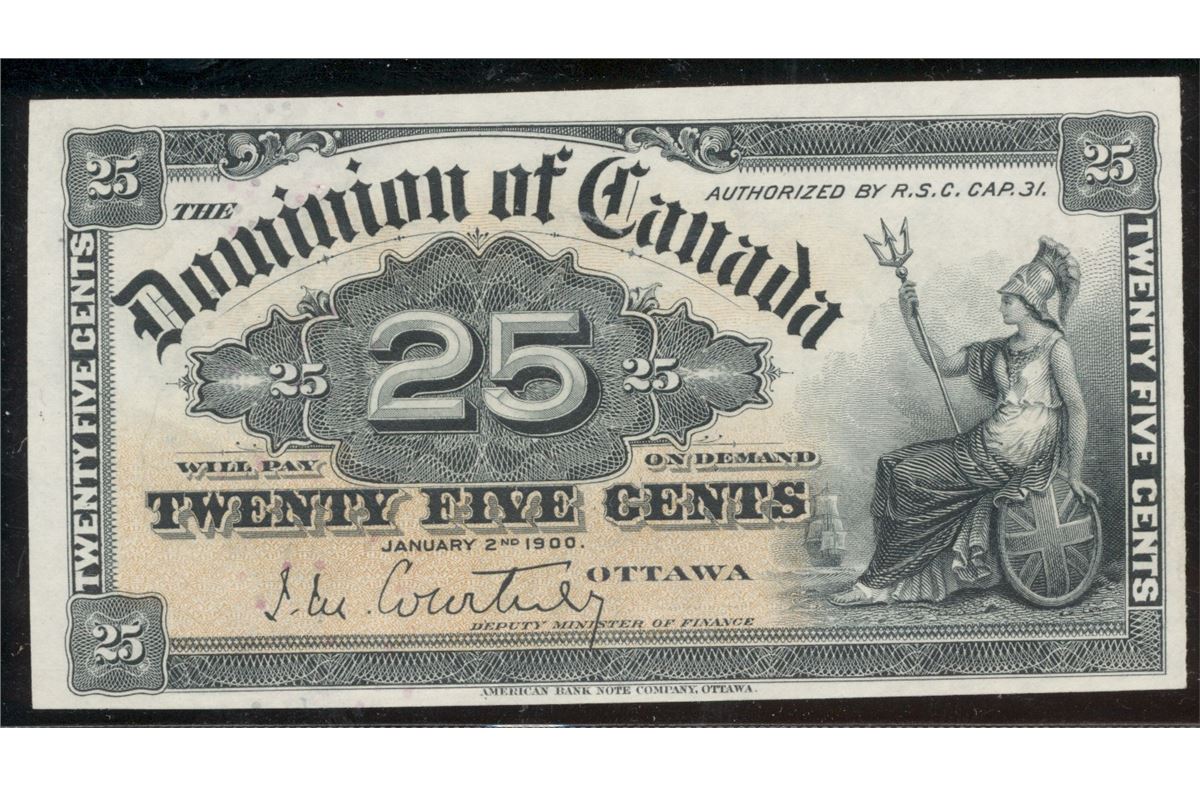 25
25
THE Dominion of Canada
AUTHORIZED BY R.S.C. CAP. 31.
TWENTY FIVE CENTS
25 25 25
TWENTY FIVE CENTS
WILL PAY ON DEMAND
TWENTY FIVE CENTS
JANUARY 2ND 1900.
OTTAWA
J. M. Courtney
DEPUTY MINISTER OF FINANCE
25
AMERICAN BANK NOTE COMPANY, OTTAWA.